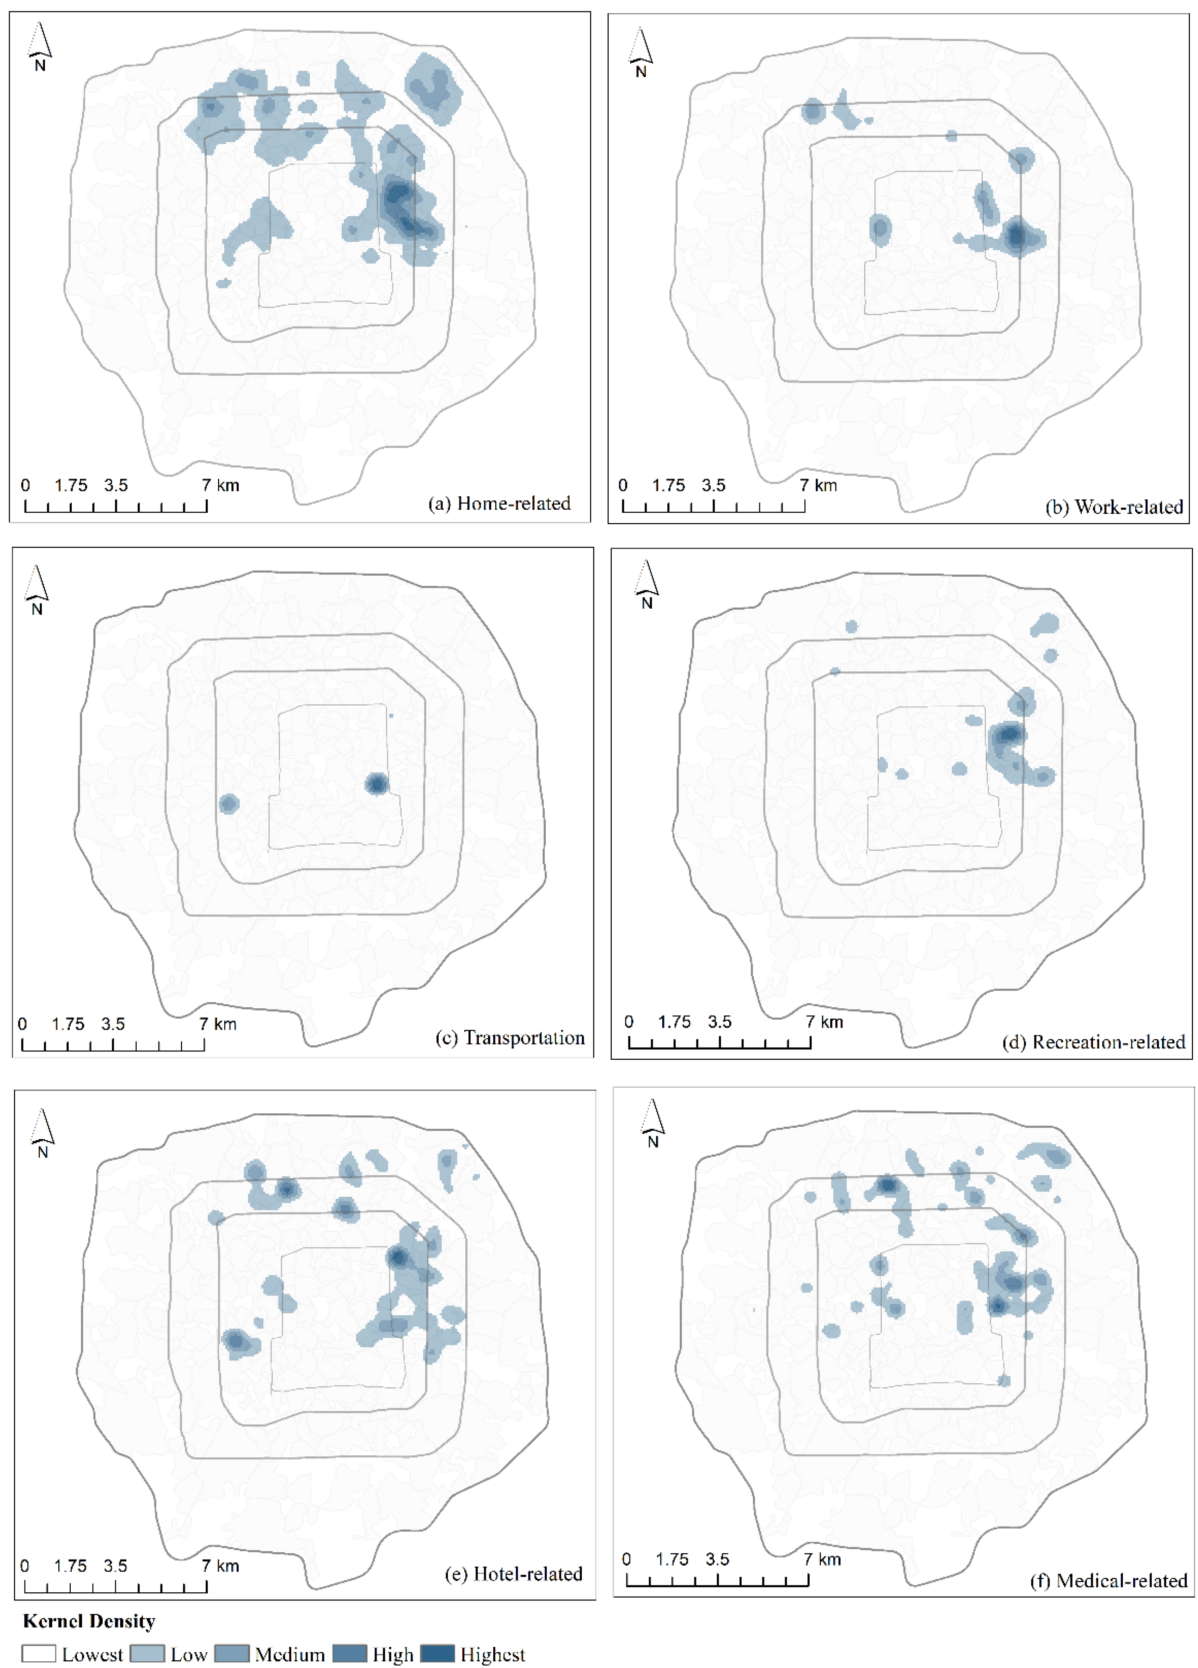 N
N
0 1.75 3.5 7 km
(a) Home-related
0 1.75 3.5 7 km
(b) Work-related
N
N
0 1.75 3.5 7 km
(c) Transportation
0 1.75 3.5 7 km
(d) Recreation-related
N
N
0 1.75 3.5 7 km
(e) Hotel-related
0 1.75 3.5 7 km
(f) Medical-related
Kernel Density
Lowest Low Medium High Highest